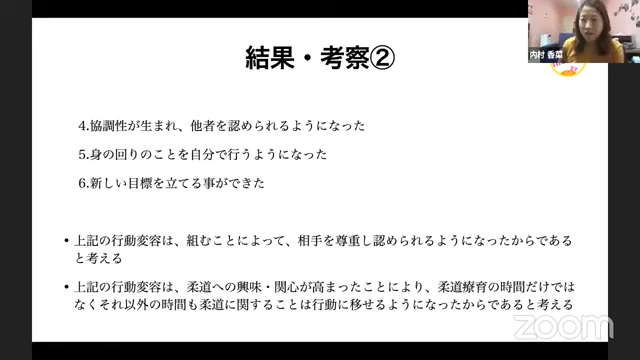 内村 香菜
結果・考察②
4.協調性が生まれ、他者を認められるようになった
5.身の回りのことを自分で行うようになった
6.新しい目標を立てる事ができた
• 上記の行動変容は、組むことによって、相手を尊重し認められるようになったからである
と考える
• 上記の行動変容は、柔道への興味・関心が高まったことにより、柔道療育の時間だけでは
なくそれ以外の時間も柔道に関することは行動に移せるようになったからであると考える
zoom